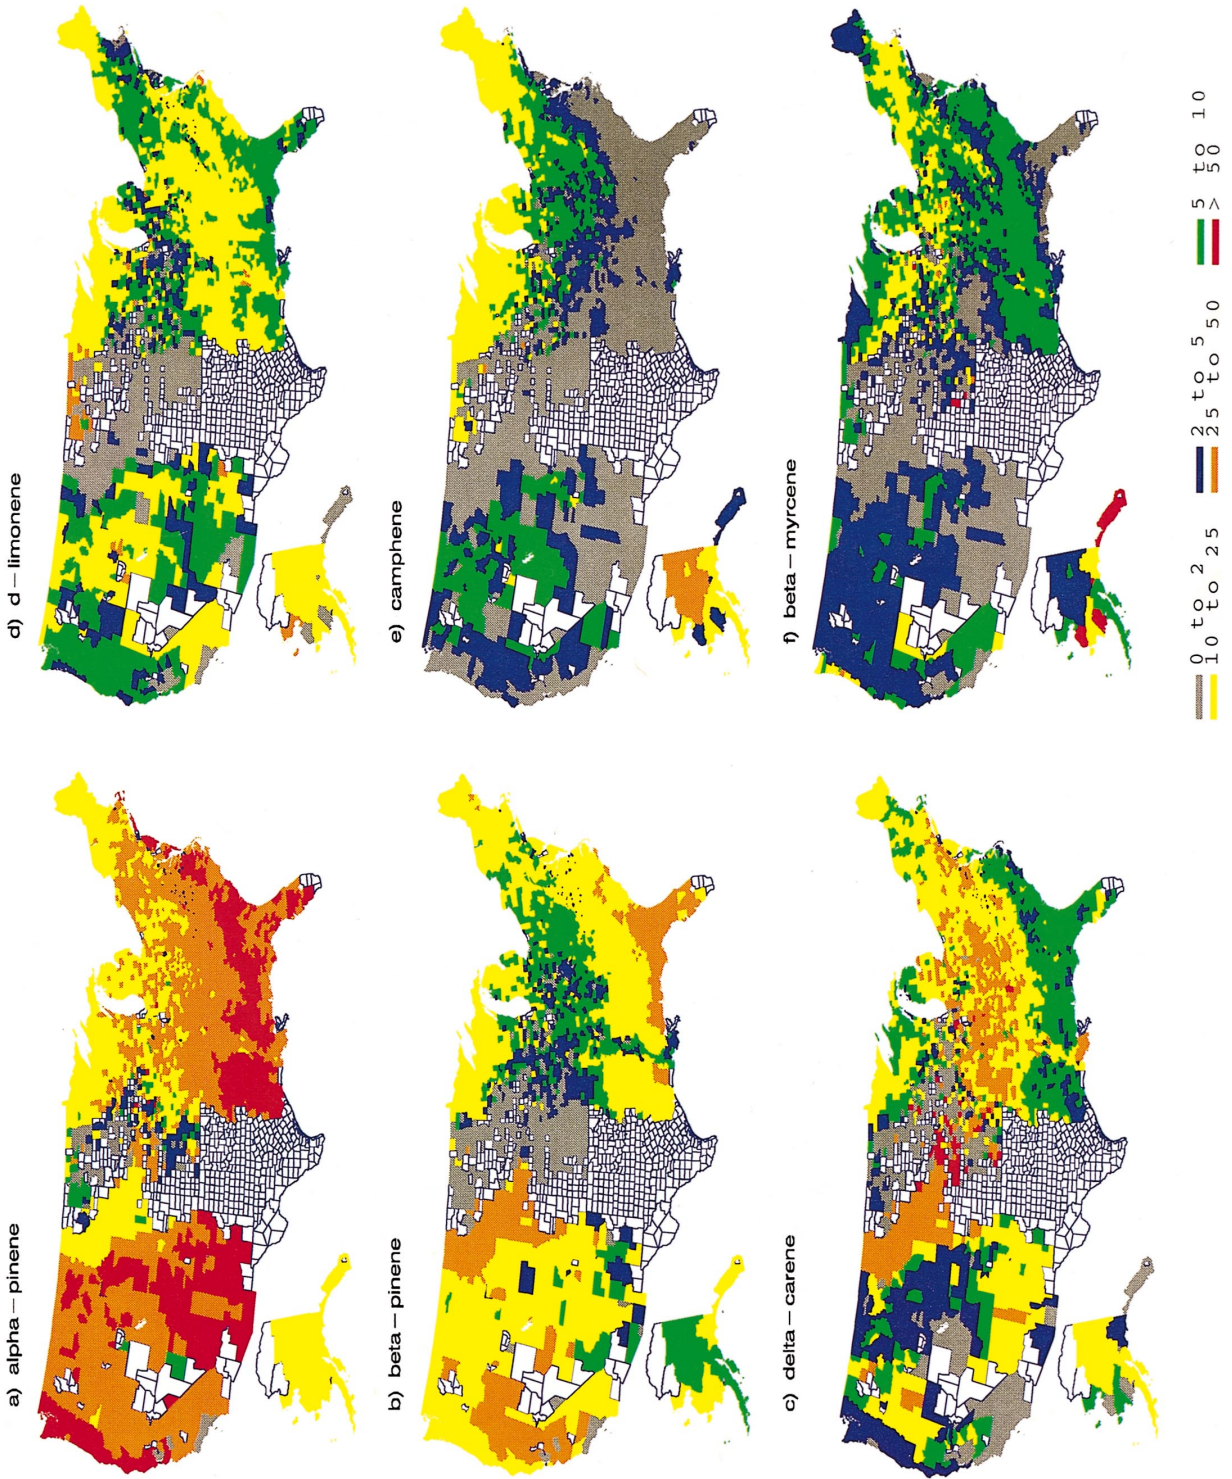 a) alpha – pinene
d) d – limonene
b) beta – pinene
e) camphene
c) delta – carene
f) beta – myrcene
0 to 2
2 to 5
5 to 10
10 to 25
25 to 50
> 50